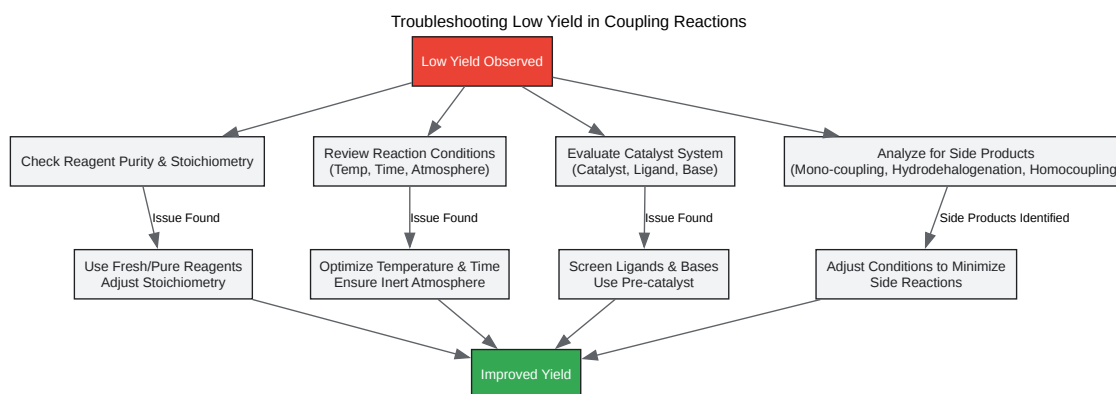 Troubleshooting Low Yield in Coupling Reactions
Low Yield Observed
Check Reagent Purity & Stoichiometry
Review Reaction Conditions
(Temp, Time, Atmosphere)
Evaluate Catalyst System
(Catalyst, Ligand, Base)
Analyze for Side Products
(Mono-coupling, Hydrodehalogenation, Homocoupling
Issue Found
Issue Found
Issue Found
Side Products Identified
Use Fresh/Pure Reagents
Adjust Stoichiometry
Optimize Temperature & Time
Ensure Inert Atmosphere
Screen Ligands & Bases
Use Pre-catalyst
Adjust Conditions to Minimize
Side Reactions
Improved Yield